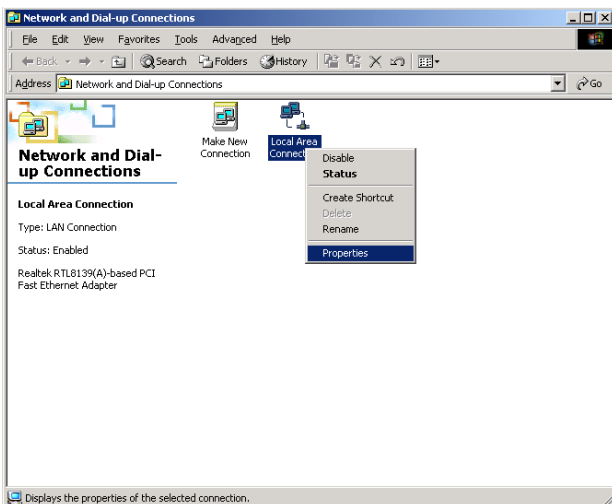 Network and Dial-up Connections
File Edit View Favorites Tools Advanced Help
Back Search Folders History
Address Network and Dial-up Connections Go
Make New
Connection
Local Area
Connect
Disable
Status
Create Shortcut
Delete
Rename
Properties
Network and Dial-
up Connections
Local Area Connection
Type: LAN Connection
Status: Enabled
Realtek RTL8139(A)-based PCI
Fast Ethernet Adapter
Displays the properties of the selected connection.